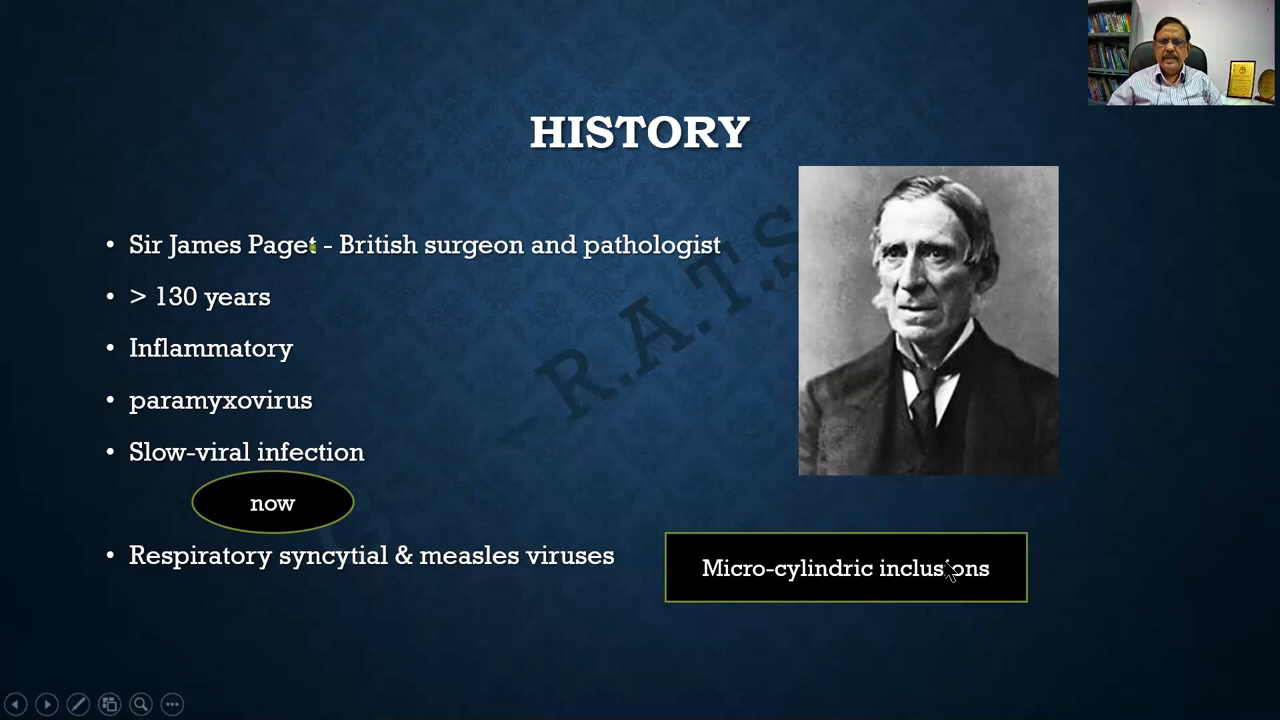 HISTORY
• Sir James Paget - British surgeon and pathologist
• > 130 years
• Inflammatory
• paramyxovirus
• Slow-viral infection
now
• Respiratory syncytial & measles viruses
Micro-cylindric inclusions
R.A.T.S